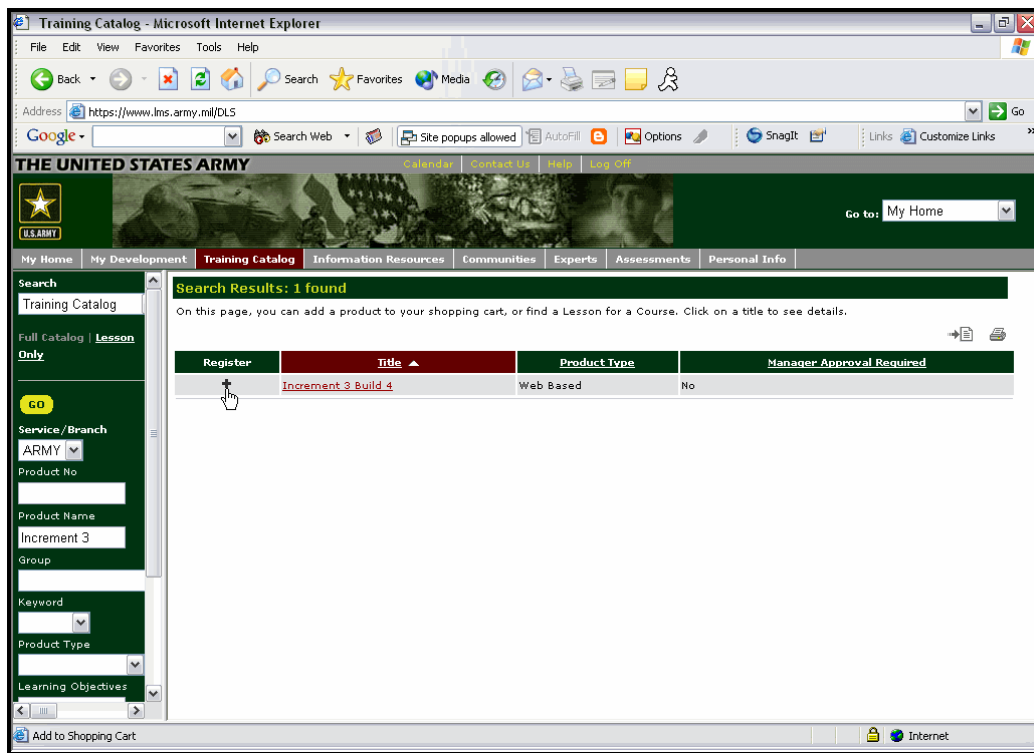 Training Catalog - Microsoft Internet Explorer
File Edit View Favorites Tools Help
Back Search Favorites Media
Address https://www.lms.army.mil/DLS Go
Google Search Web Site popups allowed AutoFill Options SnagIt Links Customize Links »
THE UNITED STATES ARMY Calendar | Contact Us | Help | Log Off
U.S.ARMY
Go to: My Home
My Home | My Development | Training Catalog | Information Resources | Communities | Experts | Assessments | Personal Info
Search
Training Catalog
Full Catalog | Lesson
Only
GO
Service/Branch
ARMY
Product No
Product Name
Increment 3
Group
Keyword
Product Type
Learning Objectives
Search Results: 1 found
On this page, you can add a product to your shopping cart, or find a Lesson for a Course. Click on a title to see details.
Register Title Product Type Manager Approval Required
+ Increment 3 Build 4 Web Based No
Add to Shopping Cart Internet